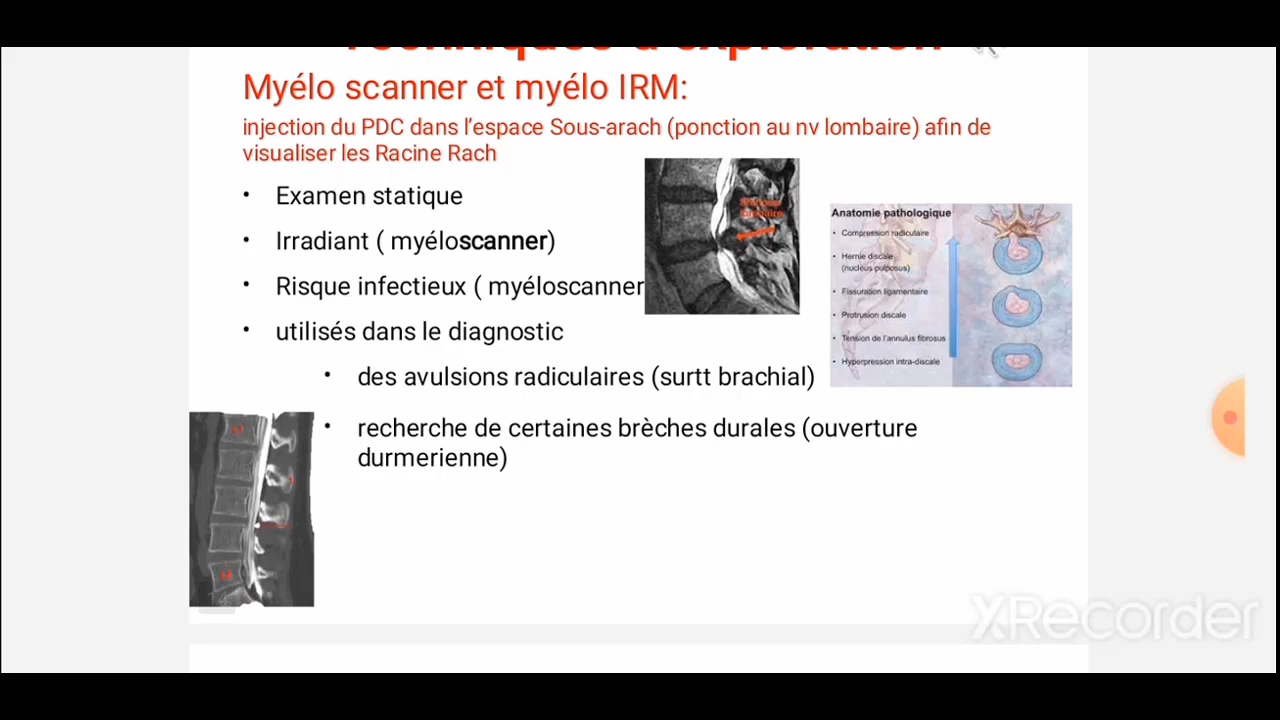 Techniques d'exploration
Myélo scanner et myélo IRM:
injection du PDC dans l'espace Sous-arach (ponction au nv lombaire) afin de
visualiser les Racine Rach
• Examen statique
• Irradiant ( myéloscanner)
• Risque infectieux ( myéloscanner
• utilisés dans le diagnostic
• des avulsions radiculaires (surtt brachial)
• recherche de certaines brèches durales (ouverture
durmerienne)
lombaire
Anatomie pathologique
• Compression radiculaire
• Hernie discale
(nucleus pulposus)
• Fissuration ligamentaire
• Protrusion discale
• Tension de l'annulus fibrosus
• Hyperpression intra-discale
XRecorder